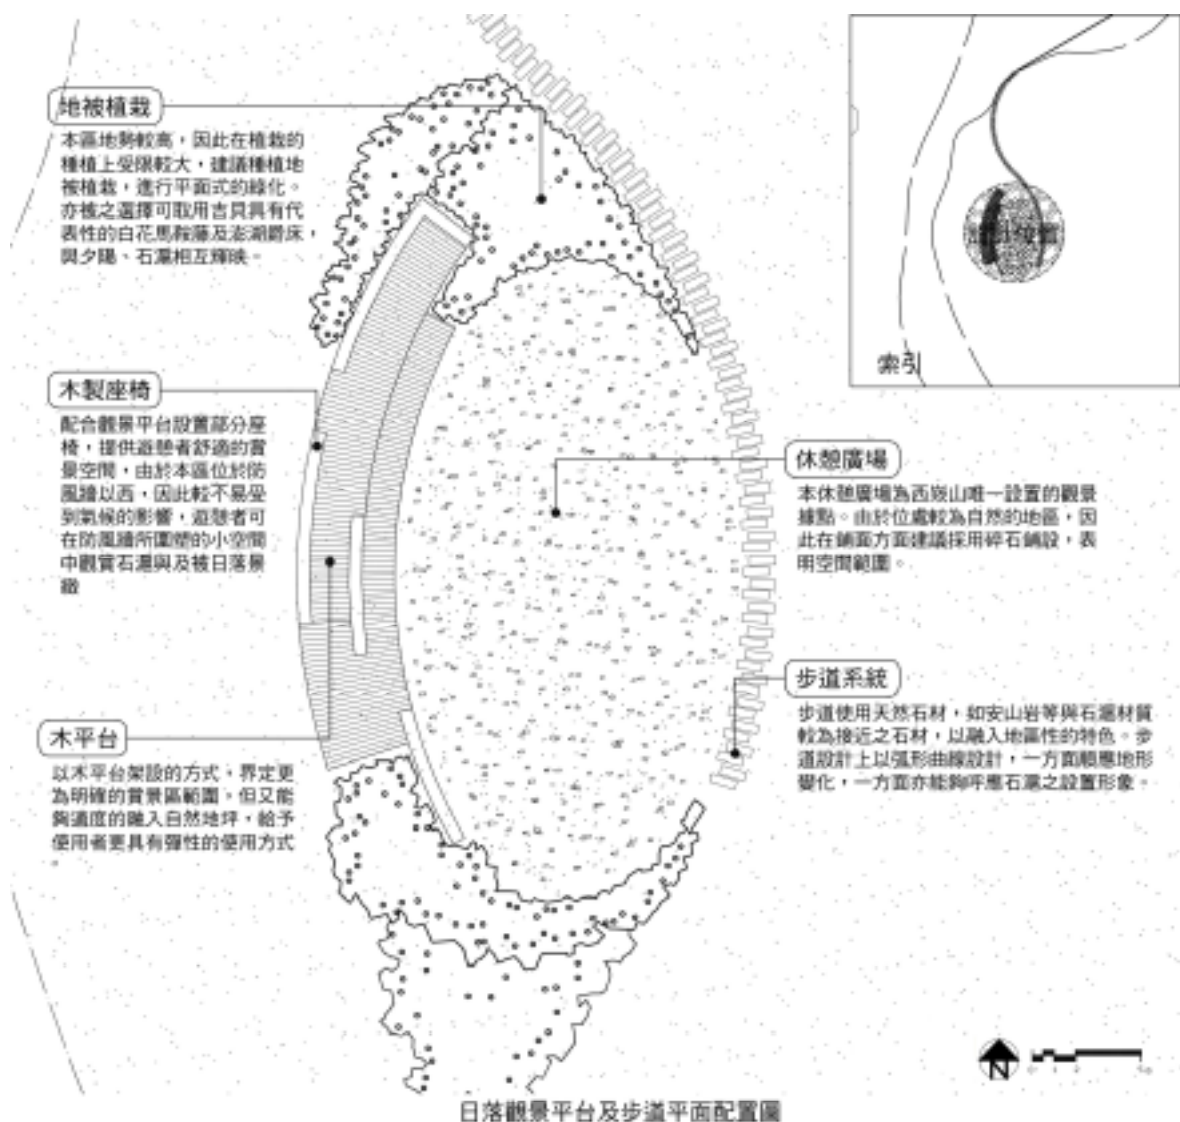 地被植栽
本區地勢較高，因此在植栽的
種植上受限較大，建議種植地
被植栽，進行平面式的綠化。
亦被之選擇可取用吉貝具有代
表性的白花馬鞍藤及澎湖爵床，
與夕陽、石滬相互輝映。
木製座椅
配合觀景平台設置部分座
椅，提供遊憩者舒適的賞
景空間，由於本區位於防
風牆以西，因此較不易受
到氣候的影響，遊憩者可
在防風牆所圍塑的小空間
中觀賞石滬與及被日落景
緻
木平台
以木平台架設的方式，界定更
為明確的賞景區範圍。但又能
夠適度的融入自然地坪，給予
使用者更具有彈性的使用方式
。
索引
休憩廣場
本休憩廣場為西崁山唯一設置的觀景
據點。由於位處較為自然的地區，因
此在鋪面方面建議採用碎石鋪設，表
明空間範圍。
步道系統
步道使用天然石材，如安山岩等與石滬材質
較為接近之石材，以融入地區性的特色。步
道設計上以弧形曲線設計，一方面順應地形
變化，一方面亦能夠呼應石滬之設置形象。
N
日落觀景平台及步道平面配置圖